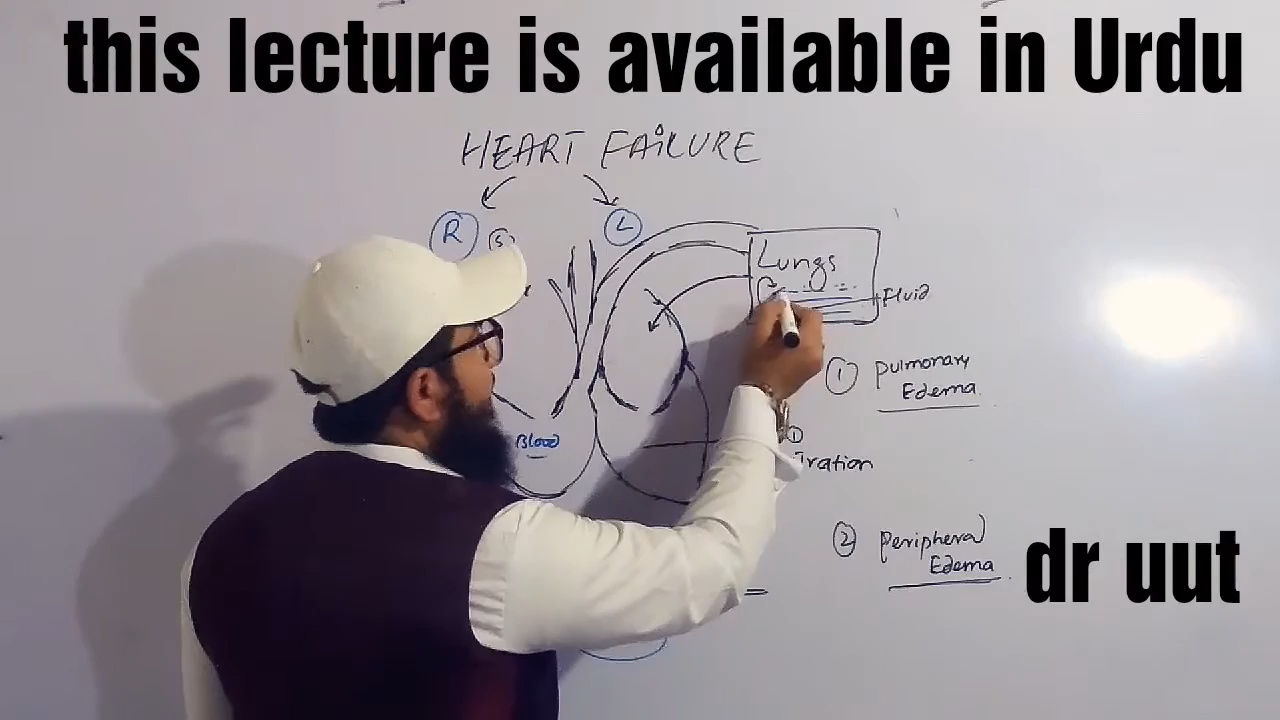 this lecture is available in Urdu
HEART FAILURE
R
L
Lungs
Fluid
1 pulmonary
Edema
Blood
1
2 peripheral
Edema
dr uut